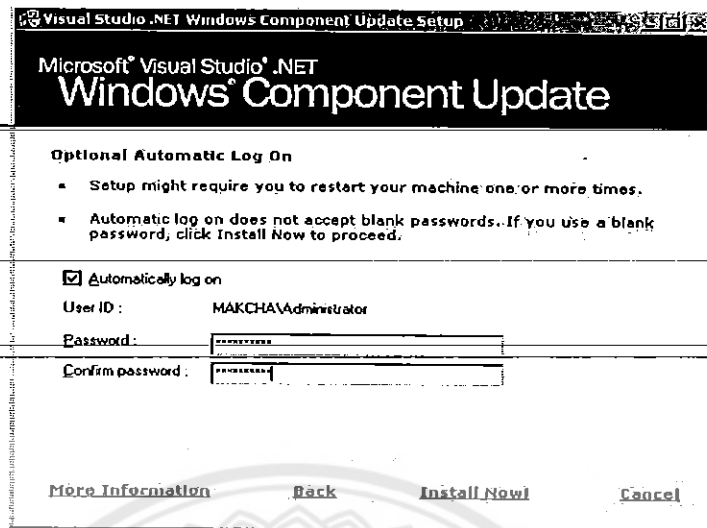 Visual Studio .NET Windows Component Update Setup
Microsoft® Visual Studio® .NET
Windows® Component Update
Optional Automatic Log On
▪ Setup might require you to restart your machine one or more times.
▪ Automatic log on does not accept blank passwords. If you use a blank
password, click Install Now to proceed.
Automatically log on
User ID : MAKCHA\Administrator
Password : **********
Confirm password : **********
More Information Back Install Now! Cancel